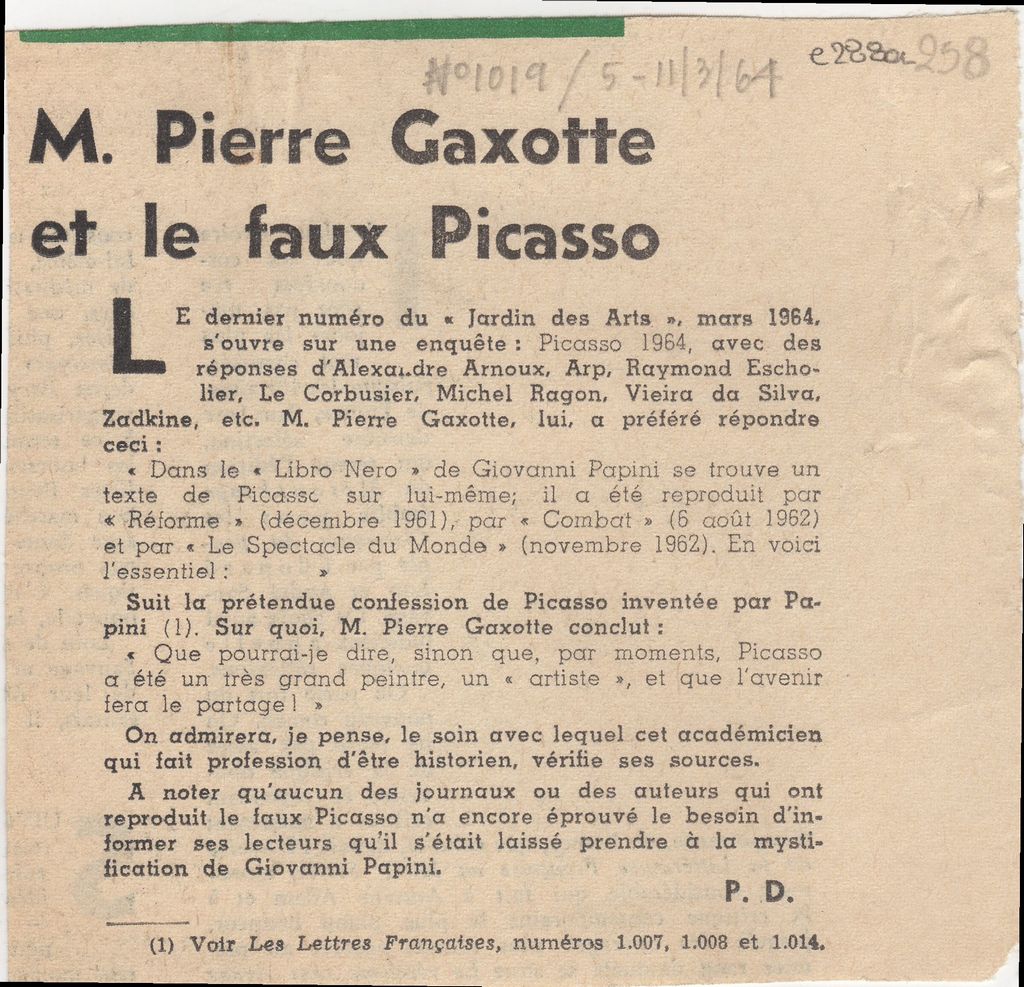 N°1019 / 5-11/3/64
e288a 258
M. Pierre Gaxotte
et le faux Picasso
LE dernier numéro du « Jardin des Arts », mars 1964,
s'ouvre sur une enquête : Picasso 1964, avec des
réponses d'Alexandre Arnoux, Arp, Raymond Escho-
lier, Le Corbusier, Michel Ragon, Vieira da Silva,
Zadkine, etc. M. Pierre Gaxotte, lui, a préféré répondre
ceci :
« Dans le « Libro Nero » de Giovanni Papini se trouve un
texte de Picasso sur lui-même; il a été reproduit par
« Réforme » (décembre 1961), par « Combat » (6 août 1962)
et par « Le Spectacle du Monde » (novembre 1962). En voici
l'essentiel : »
Suit la prétendue confession de Picasso inventée par Pa-
pini (1). Sur quoi, M. Pierre Gaxotte conclut :
« Que pourrai-je dire, sinon que, par moments, Picasso
a été un très grand peintre, un « artiste », et que l'avenir
fera le partage! »
On admirera, je pense, le soin avec lequel cet académicien
qui fait profession d'être historien, vérifie ses sources.
A noter qu'aucun des journaux ou des auteurs qui ont
reproduit le faux Picasso n'a encore éprouvé le besoin d'in-
former ses lecteurs qu'il s'était laissé prendre à la mysti-
fication de Giovanni Papini.
P. D.
(1) Voir Les Lettres Françaises, numéros 1.007, 1.008 et 1.014.